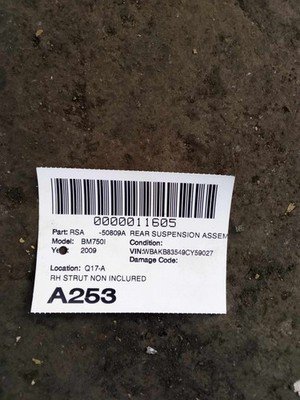 0000011605
Part: RSA -50809A REAR SUSPENSION ASSEM
Model: BM750I Condition:
Year: 2009 VIN:WBAKB83549CY59027
Damage Code:
Location: Q17-A
RH STRUT NON INCLURED
A253